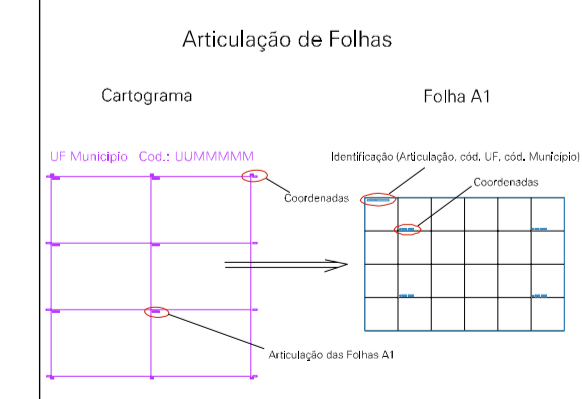 Articulação de Folhas
Cartograma
Folha A1
UF Município Cod.: UUMMMMM
Identificação (Articulação, cód. UF, cód. Município)
Coordenadas
Coordenadas
Articulação das Folhas A1